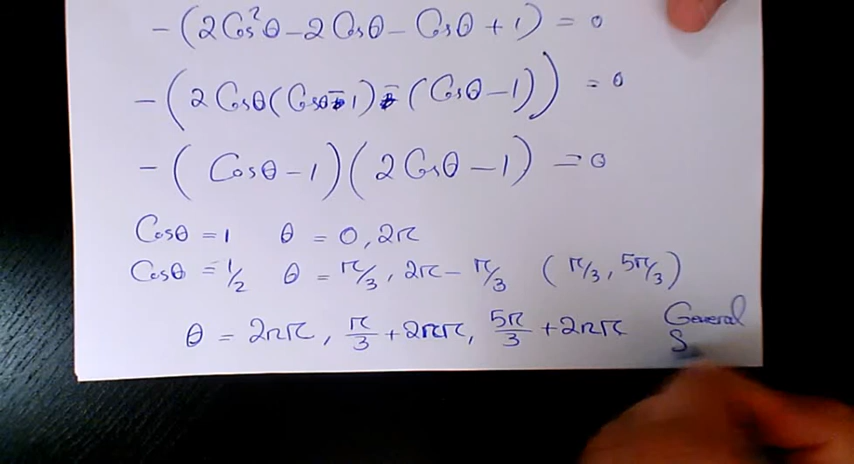 -(2Cos²θ-2Cosθ-Cosθ+1)=0
-(2Cosθ(Cosθ-1)-(Cosθ-1))=0
-(Cosθ-1)(2Cosθ-1)=0
Cosθ=1 θ=0,2π
Cosθ=1/2 θ=π/3,2π-π/3 (π/3,5π/3)
θ=2nπ,π/3+2nπ,5π/3+2nπ General
S